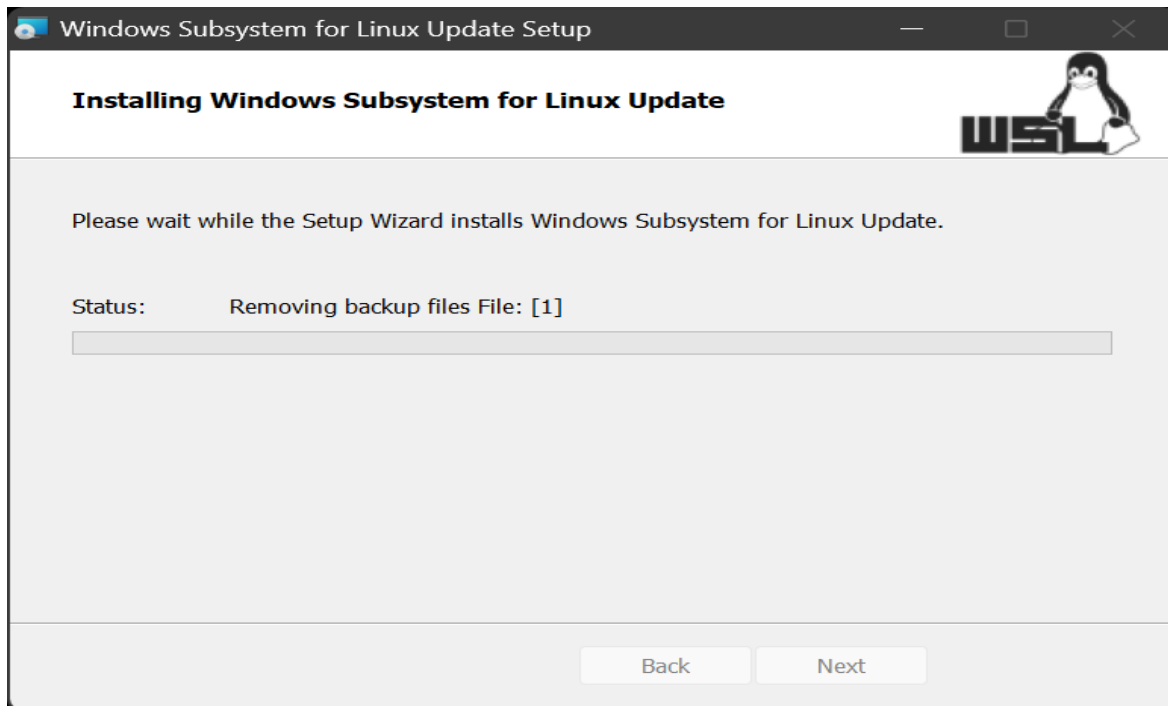 Windows Subsystem for Linux Update Setup
Installing Windows Subsystem for Linux Update
WSL
Please wait while the Setup Wizard installs Windows Subsystem for Linux Update.
Status: Removing backup files File: [1]
Back Next